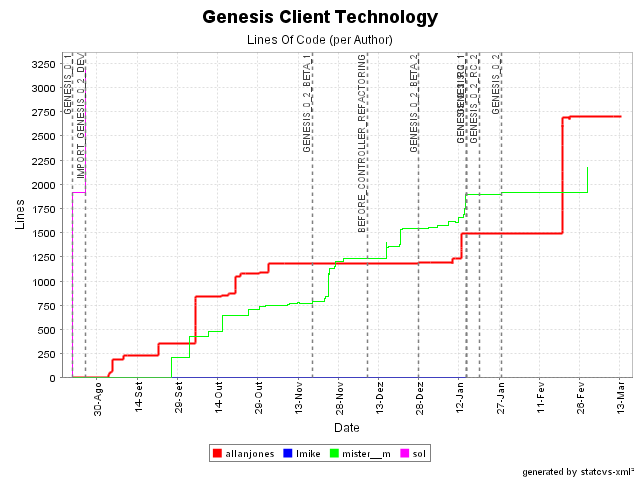 Genesis Client Technology
Lines Of Code (per Author)
3250
3000
2750
2500
2250
2000
1750
1500
1250
1000
750
500
250
0
Lines
GENESIS_0_1
IMPORT_GENESIS_0_2_DEV
GENESIS_0_2_BETA_1
BEFORE_CONTROLLER_REFACTORING
GENESIS_0_2_BETA_2
GENESIS_0_2_RC_2
GENESIS_0_2
30-Ago
14-Set
29-Set
14-Out
29-Out
13-Nov
28-Nov
13-Dez
28-Dez
12-Jan
27-Jan
11-Fev
26-Fev
13-Mar
Date
allanjones lmike mister__m sol
generated by statcvs-xml²